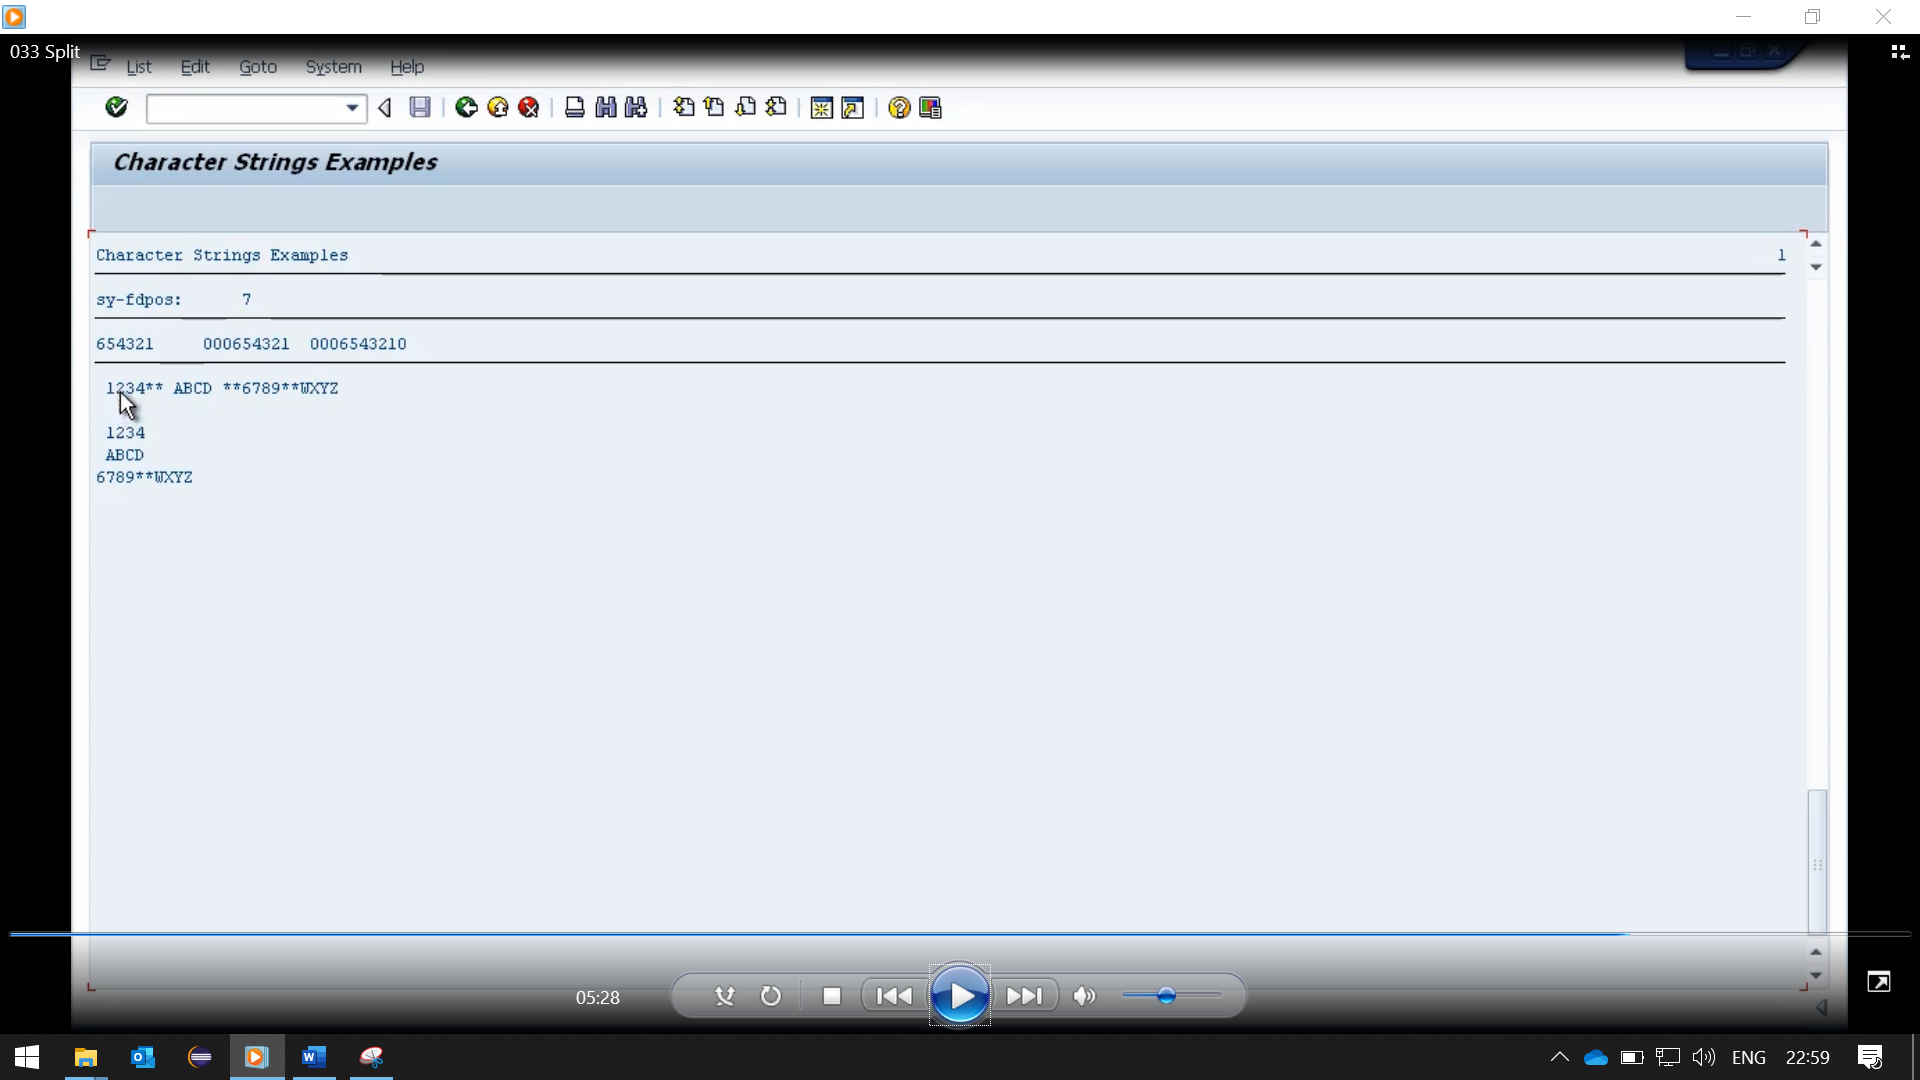 033 Split
List Edit Goto System Help
Character Strings Examples
Character Strings Examples 1
sy-fdpos: 7
654321 000654321 0006543210
1234** ABCD **6789**WXYZ
1234
ABCD
6789**WXYZ
05:28
ENG 22:59